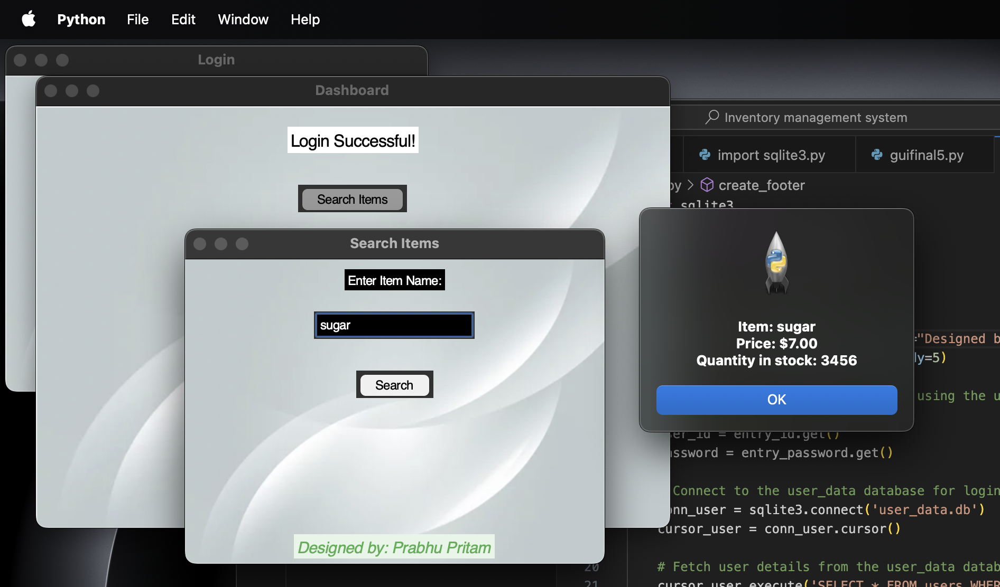 Python File Edit Window Help
Login
Dashboard
Login Successful!
Search Items
Search Items
Enter Item Name:
sugar
Search
Designed by: Prabhu Pritam
Inventory management system
import sqlite3.py
guifinal5.py
py > create_footer
sqlite3
Item: sugar
Price: $7.00
Quantity in stock: 3456
OK
="Designed b
y=5)
using the u
er_id = entry_id.get()
ssword = entry_password.get()
Connect to the user_data database for login
onn_user = sqlite3.connect('user_data.db')
cursor_user = conn_user.cursor()
20
# Fetch user details from the user_data datab
21
cursor_user.execute('SELECT * FROM users WHER